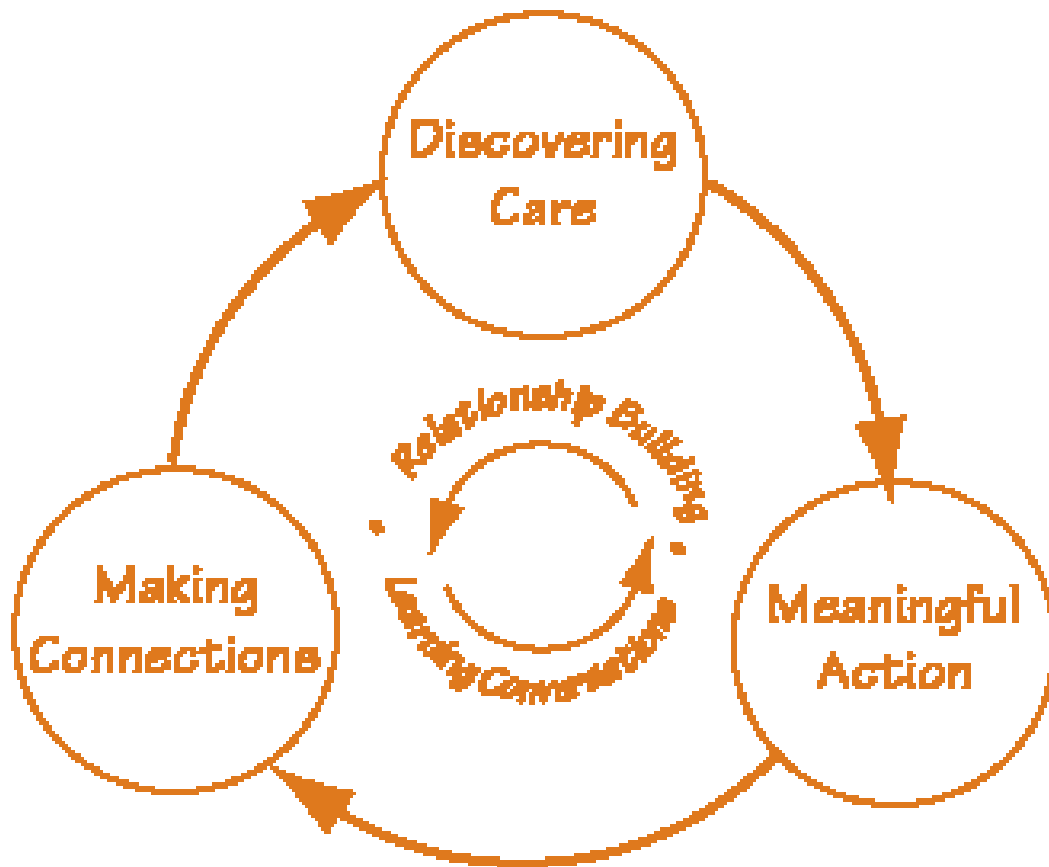 Discovering
Care
Relationship Building
Making
Connections
Learning Conversations
Meaningful
Action